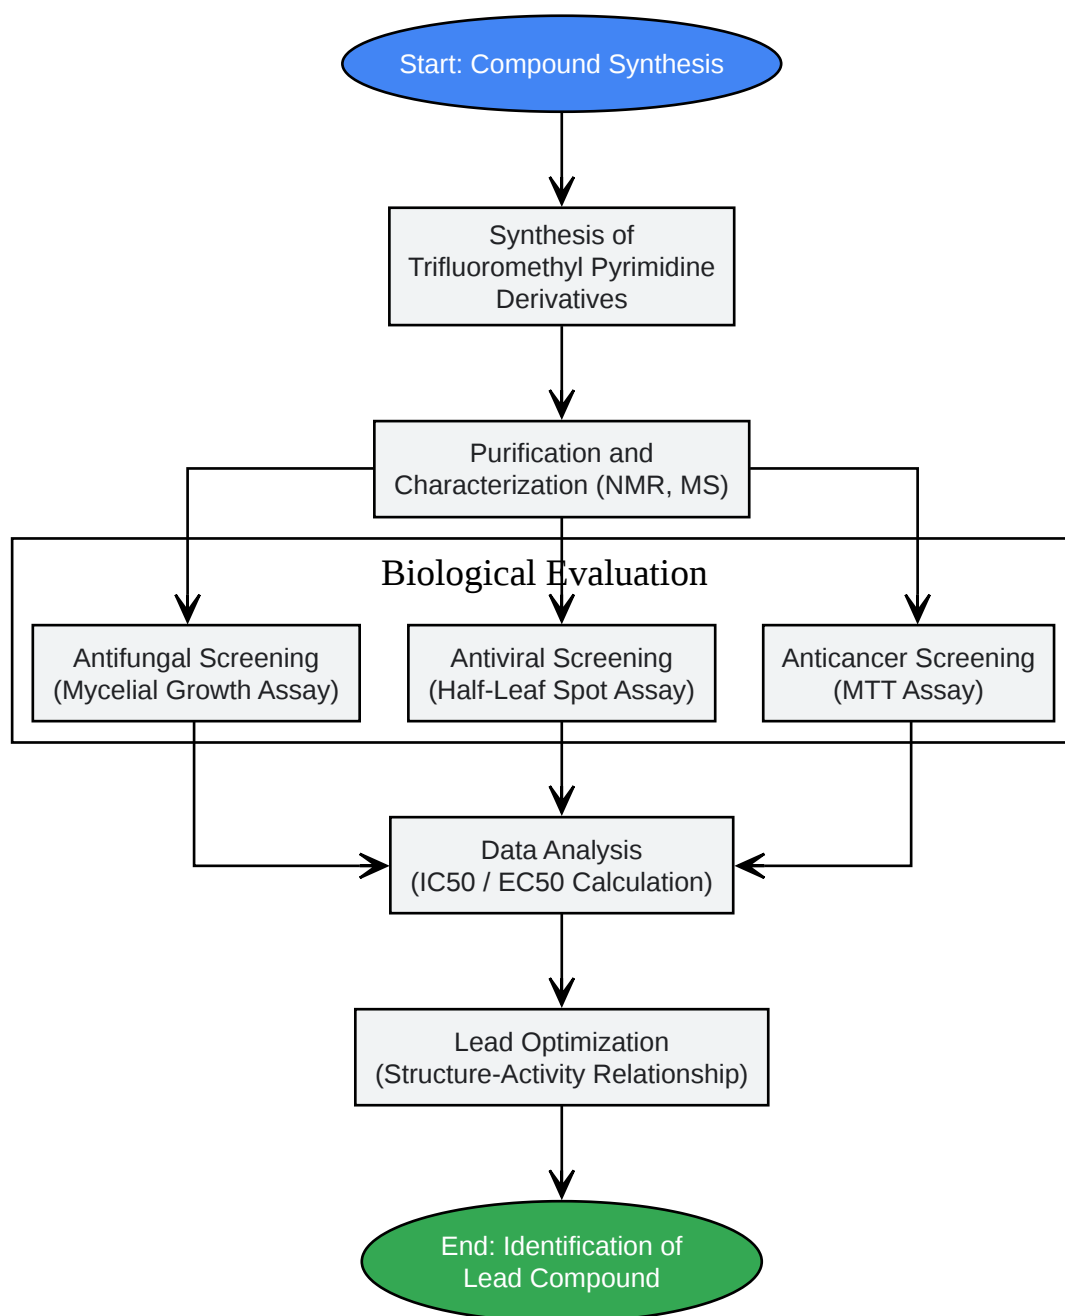 Start: Compound Synthesis
Synthesis of
Trifluoromethyl Pyrimidine
Derivatives
Purification and
Characterization (NMR, MS)
Biological Evaluation
Antifungal Screening
(Mycelial Growth Assay)
Antiviral Screening
(Half-Leaf Spot Assay)
Anticancer Screening
(MTT Assay)
Data Analysis
(IC50 / EC50 Calculation)
Lead Optimization
(Structure-Activity Relationship)
End: Identification of
Lead Compound